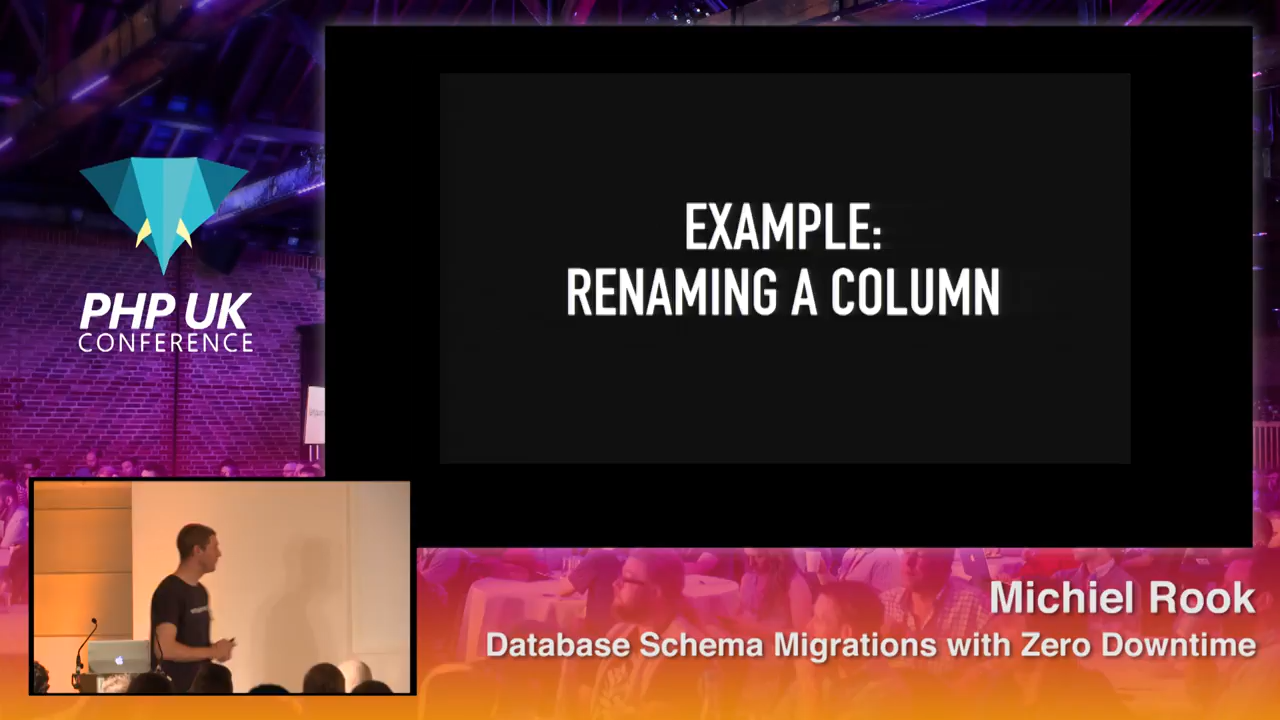 EXAMPLE:
RENAMING A COLUMN
PHP UK
CONFERENCE
Michiel Rook
Database Schema Migrations with Zero Downtime